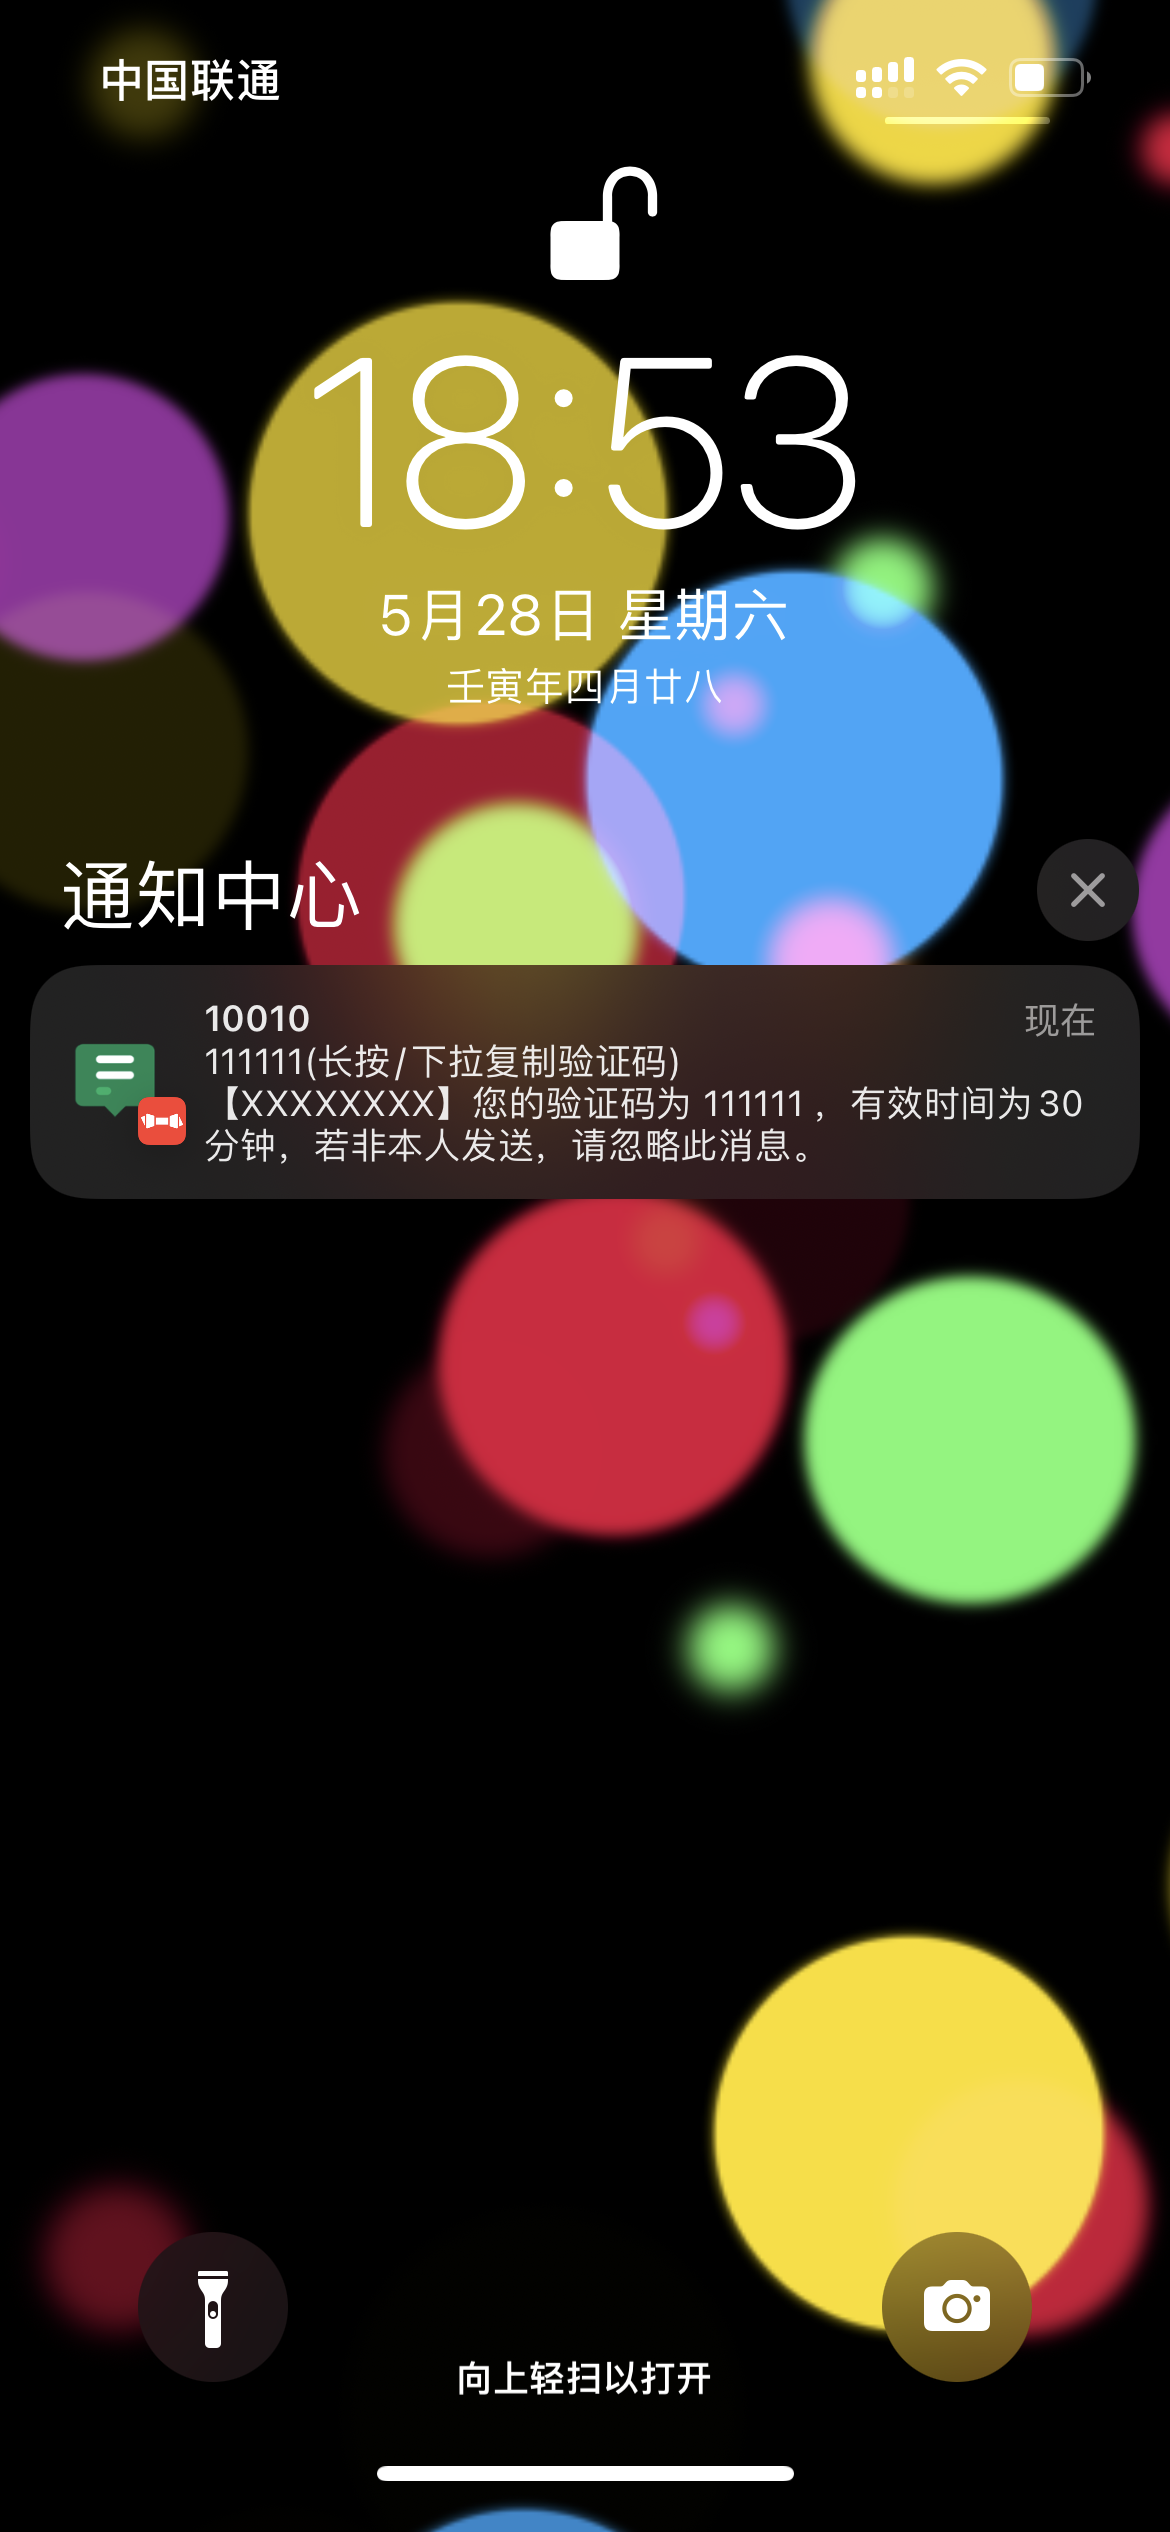 中国联通
18:53
5月28日 星期六
壬寅年四月廿八
通知中心
10010 现在
111111(长按/下拉复制验证码)
【XXXXXXXX】您的验证码为 111111 ，有效时间为30
分钟，若非本人发送，请忽略此消息。
向上轻扫以打开